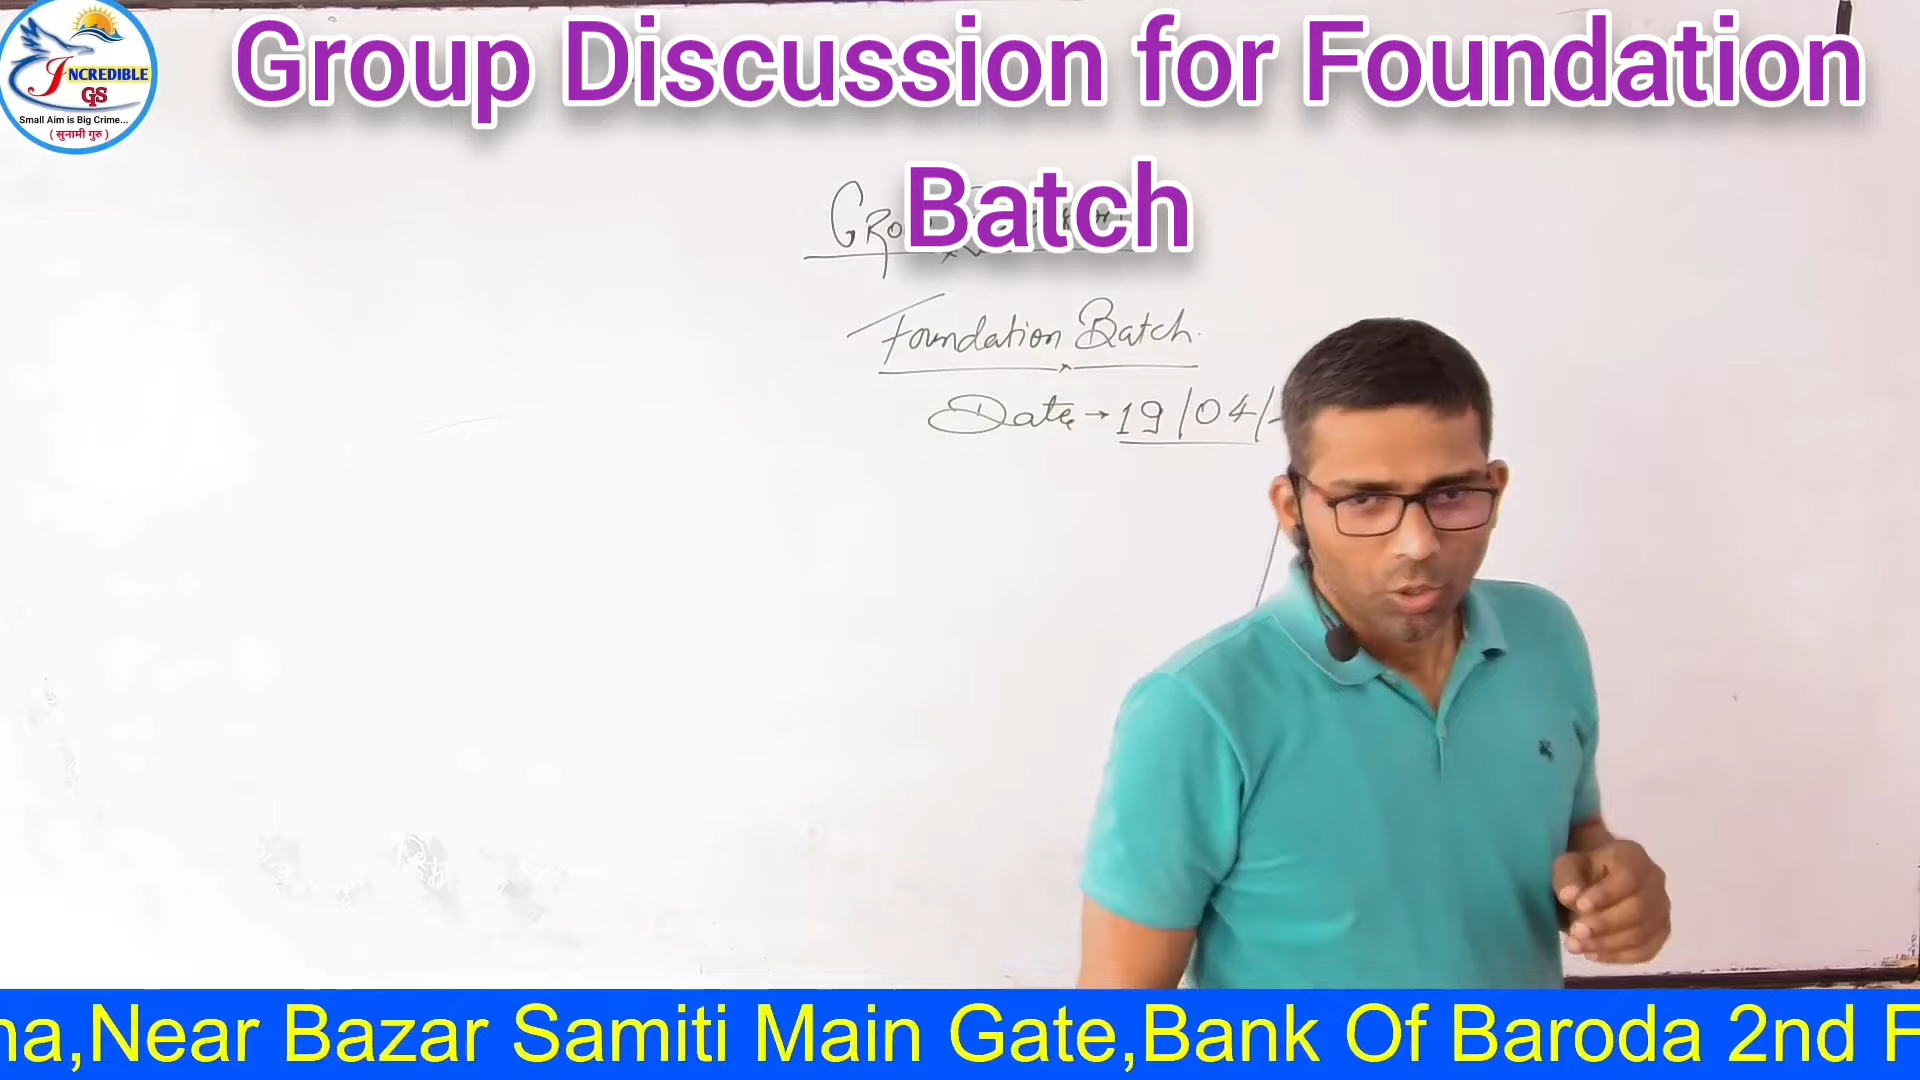 INCREDIBLE
GS
Small Aim is Big Crime...
( सुनामी गुरु )
Group Discussion for Foundation
Batch
Foundation Batch.
Date → 19/04/
na,Near Bazar Samiti Main Gate,Bank Of Baroda 2nd F